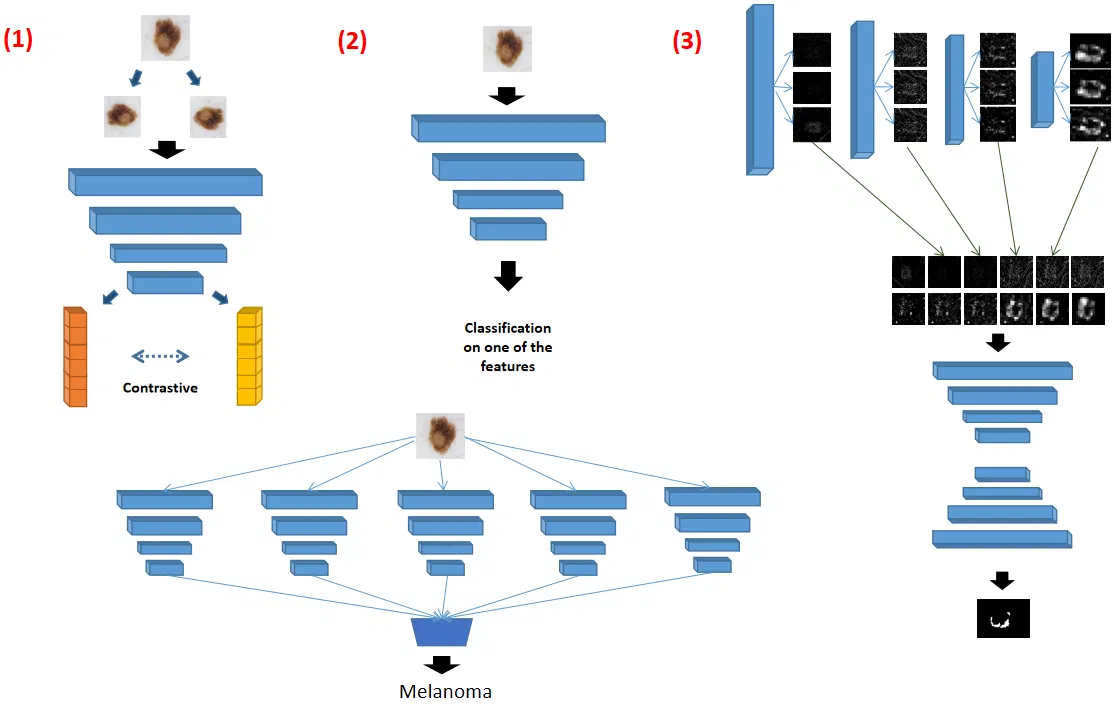 (1)
(2)
(3)
Contrastive
Classification
on one of the
features
Melanoma